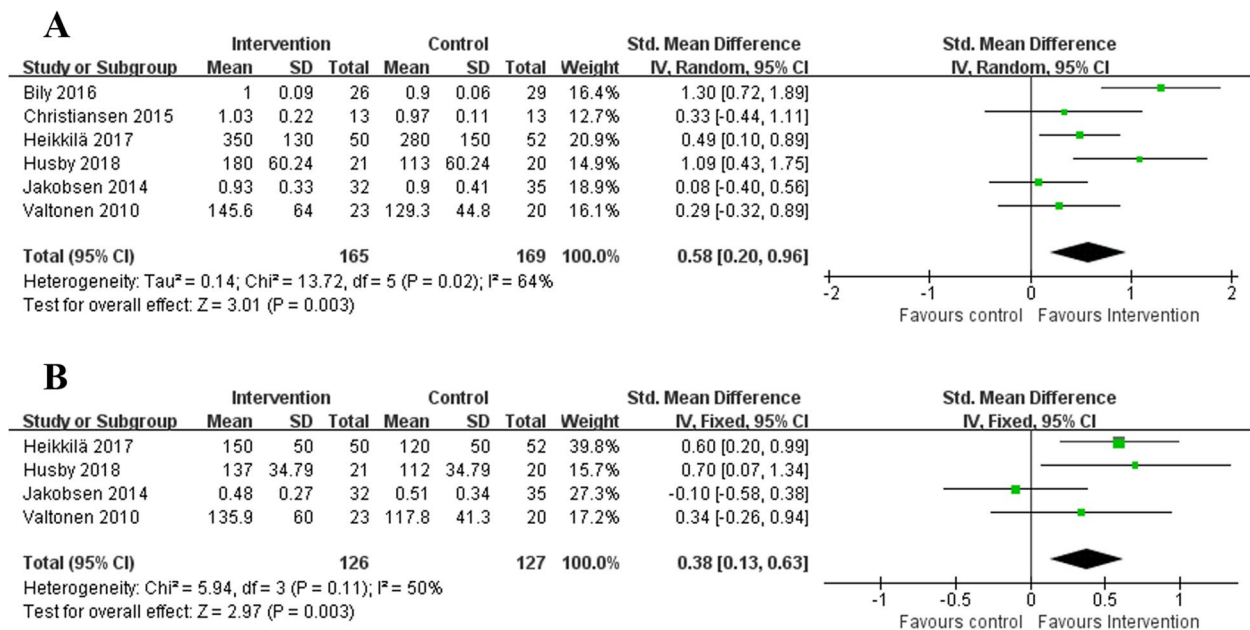 A
Intervention Control Std. Mean Difference Std. Mean Difference
Study or Subgroup Mean SD Total Mean SD Total Weight IV, Random, 95% CI IV, Random, 95% CI
Bily 2016 1 0.09 26 0.9 0.06 29 16.4% 1.30 [0.72, 1.89]
Christiansen 2015 1.03 0.22 13 0.97 0.11 13 12.7% 0.33 [-0.44, 1.11]
Heikkilä 2017 350 130 50 280 150 52 20.9% 0.49 [0.10, 0.89]
Husby 2018 180 60.24 21 113 60.24 20 14.9% 1.09 [0.43, 1.75]
Jakobsen 2014 0.93 0.33 32 0.9 0.41 35 18.9% 0.08 [-0.40, 0.56]
Valtonen 2010 145.6 64 23 129.3 44.8 20 16.1% 0.29 [-0.32, 0.89]
Total (95% CI) 165 169 100.0% 0.58 [0.20, 0.96]
Heterogeneity: Tau² = 0.14; Chi² = 13.72, df = 5 (P = 0.02); I² = 64%
Test for overall effect: Z = 3.01 (P = 0.003)
-2 -1 0 1 2
Favours control Favours Intervention
B
Intervention Control Std. Mean Difference Std. Mean Difference
Study or Subgroup Mean SD Total Mean SD Total Weight IV, Fixed, 95% CI IV, Fixed, 95% CI
Heikkilä 2017 150 50 50 120 50 52 39.8% 0.60 [0.20, 0.99]
Husby 2018 137 34.79 21 112 34.79 20 15.7% 0.70 [0.07, 1.34]
Jakobsen 2014 0.48 0.27 32 0.51 0.34 35 27.3% -0.10 [-0.58, 0.38]
Valtonen 2010 135.9 60 23 117.8 41.3 20 17.2% 0.34 [-0.26, 0.94]
Total (95% CI) 126 127 100.0% 0.38 [0.13, 0.63]
Heterogeneity: Chi² = 5.94, df = 3 (P = 0.11); I² = 50%
Test for overall effect: Z = 2.97 (P = 0.003)
-1 -0.5 0 0.5 1
Favours control Favours Intervention